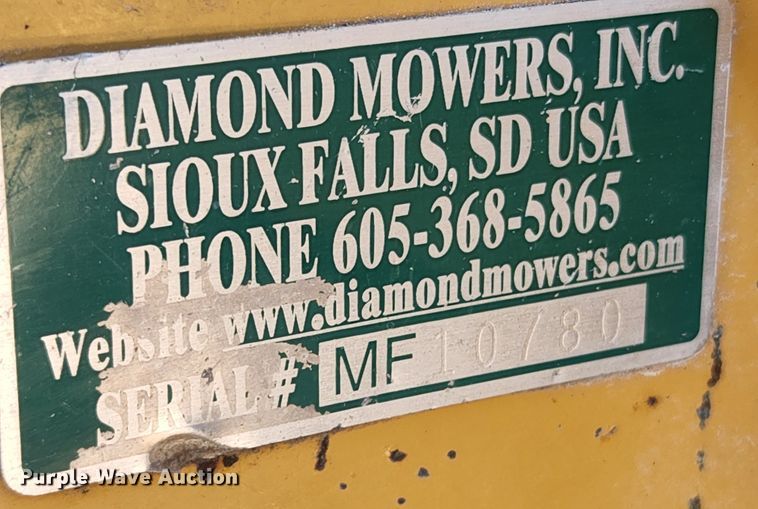 DIAMOND MOWERS, INC.
SIOUX FALLS, SD USA
PHONE 605-368-5865
Website www.diamondmowers.com
SERIAL # MF 10780
Purple Wave Auction